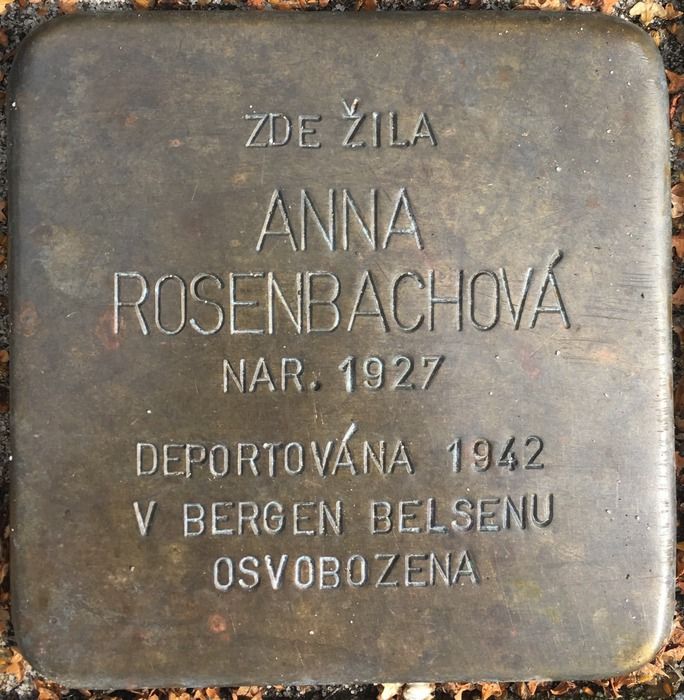 ZDE ŽILA
ANNA
ROSENBACHOVÁ
NAR. 1927
DEPORTOVÁNA 1942
V BERGEN BELSENU
OSVOBOZENA